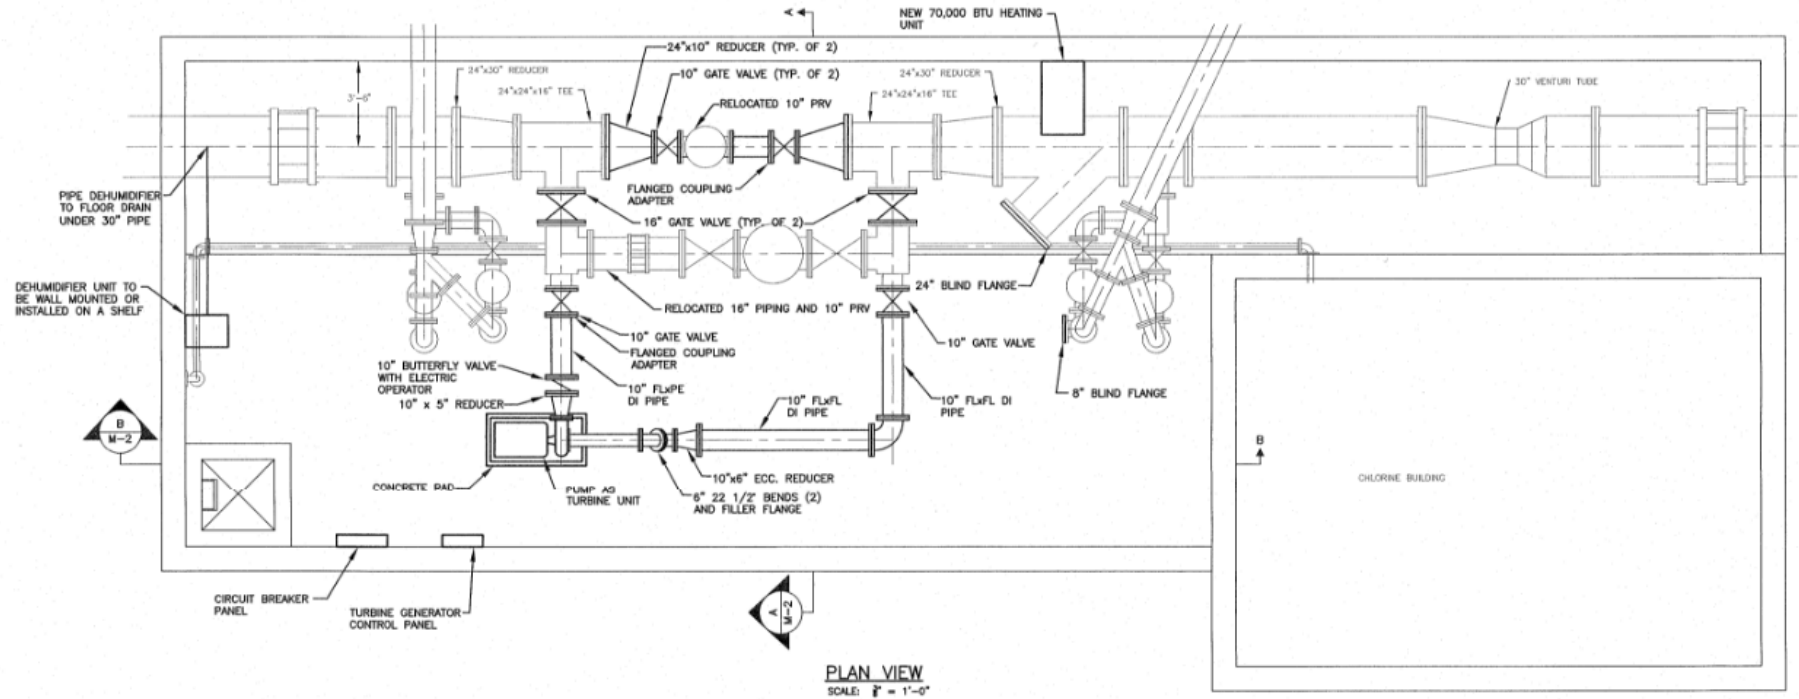 A
NEW 70,000 BTU HEATING
UNIT
24"x10" REDUCER (TYP. OF 2)
24"x30" REDUCER
10" GATE VALVE (TYP. OF 2)
24"x30" REDUCER
30" VENTURI TUBE
24"x24"x16" TEE
24"x24"x16" TEE
RELOCATED 10" PRV
FLANGED COUPLING
ADAPTER
PIPE DEHUMIDIFIER
TO FLOOR DRAIN
UNDER 30" PIPE
16" GATE VALVE (TYP. OF 2)
DEHUMIDIFIER UNIT TO
BE WALL MOUNTED OR
INSTALLED ON A SHELF
24" BLIND FLANGE
RELOCATED 16" PIPING AND 10" PRV
10" GATE VALVE
FLANGED COUPLING
ADAPTER
10" GATE VALVE
10" BUTTERFLY VALVE
WITH ELECTRIC
OPERATOR
10" FLxPE
DI PIPE
10" x 5" REDUCER
10" FLxFL
DI PIPE
10" FLxFL DI
PIPE
8" BLIND FLANGE
B
M-2
B
10"x6" ECC. REDUCER
CHLORINE BUILDING
CONCRETE PAD
PUMP AS
TURBINE UNIT
6" 22 1/2° BENDS (2)
AND FILLER FLANGE
CIRCUIT BREAKER
PANEL
TURBINE GENERATOR
CONTROL PANEL
A
M-2
PLAN VIEW
SCALE: = 1'-0"